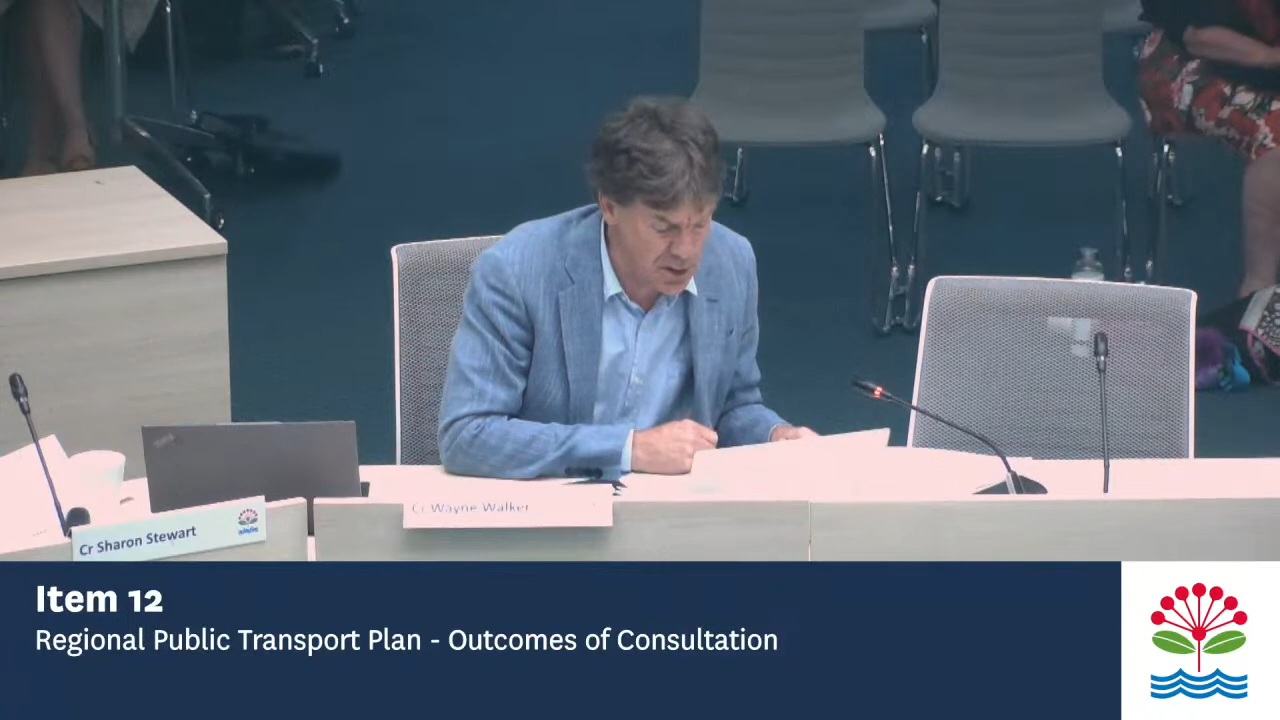 Cr Wayne Walker
Cr Sharon Stewart
Item 12
Regional Public Transport Plan - Outcomes of Consultation